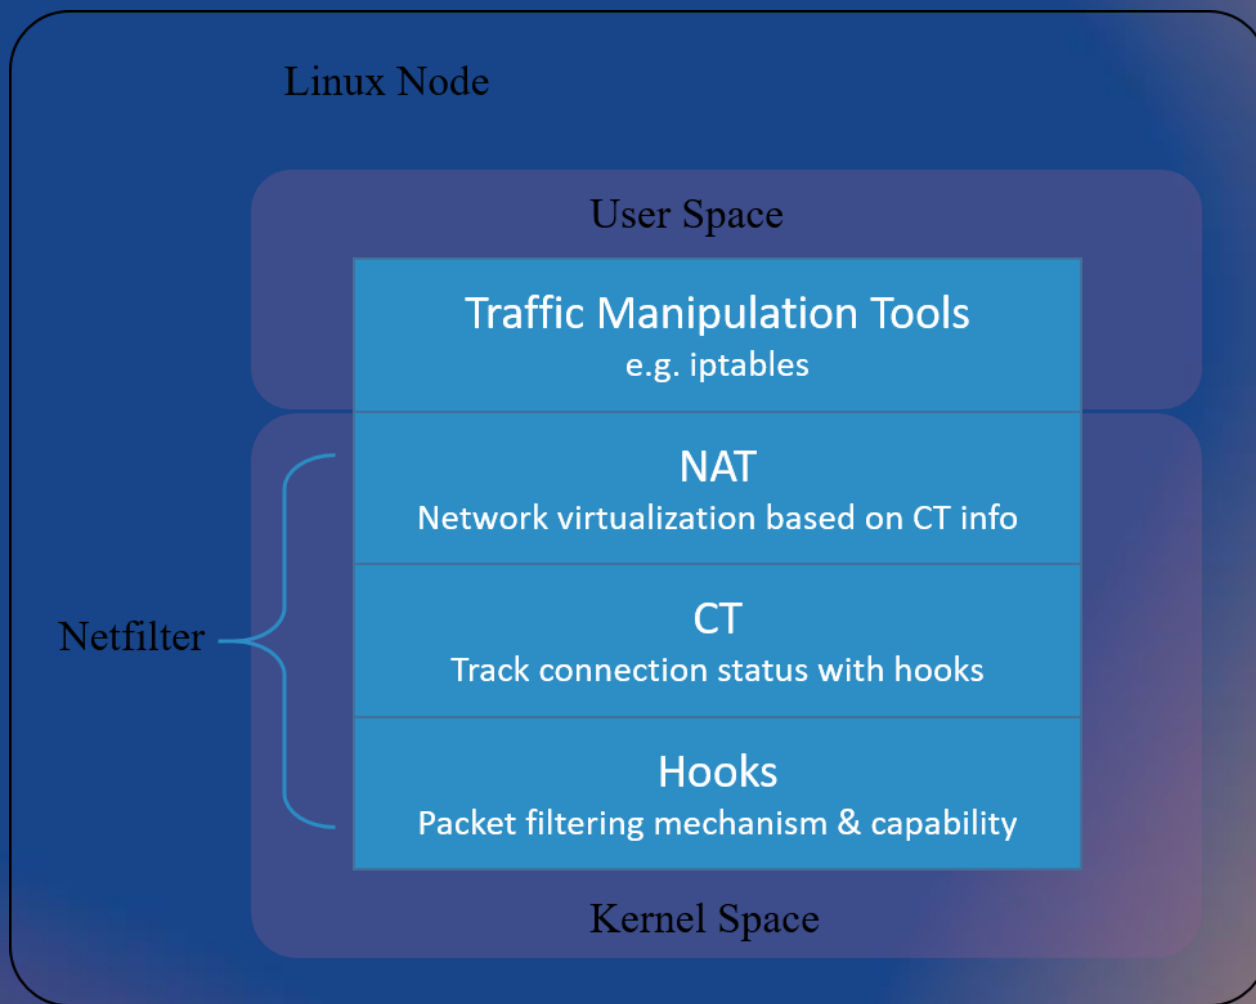 Linux Node
User Space
Traffic Manipulation Tools
e.g. iptables
NAT
Network virtualization based on CT info
CT
Track connection status with hooks
Netfilter
Hooks
Packet filtering mechanism & capability
Kernel Space